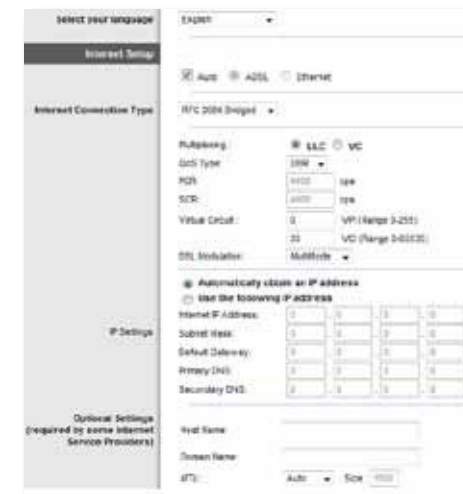 Select your language English
Internet Setup
Auto ADSL Ethernet
Internet Connection Type RFC 2684 Bridged
Multiplexing: LLC VC
QoS Type: UBR
PCR: cps
SCR: cps
Virtual Circuit: 0 VPI (Range 0-255)
VCI (Range 0-65535)
DSL Modulation: MultiMode
Automatically obtain an IP address
Use the following IP address
Internet IP Address:
IP Settings Subnet Mask:
Default Gateway:
Primary DNS:
Secondary DNS:
Optional Settings
(required by some Internet Host Name
Service Providers)
Domain Name
MTU: Auto Size